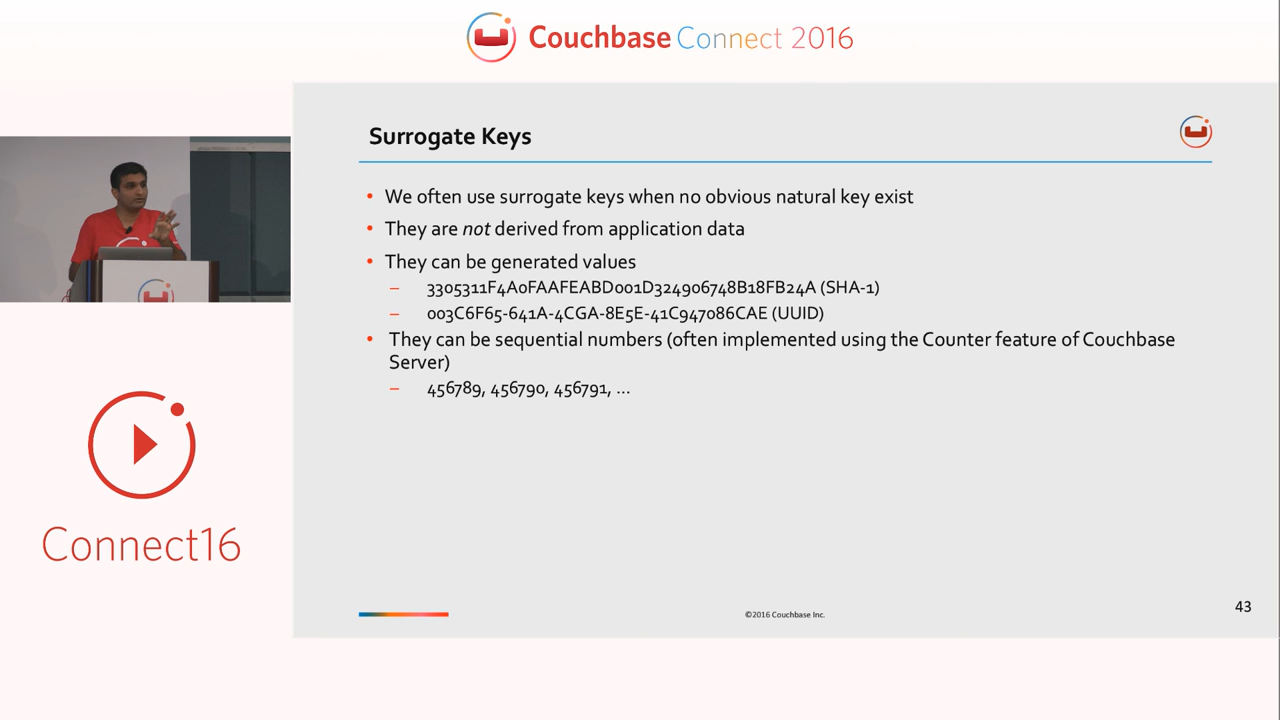 Couchbase Connect 2016
Surrogate Keys
• We often use surrogate keys when no obvious natural key exist
• They are not derived from application data
• They can be generated values
– 3305311F4A0FAAFEABD001D324906748B18FB24A (SHA-1)
– 003C6F65-641A-4CGA-8E5E-41C947086CAE (UUID)
• They can be sequential numbers (often implemented using the Counter feature of Couchbase
Server)
– 456789, 456790, 456791, ...
Connect16
©2016 Couchbase Inc.
43